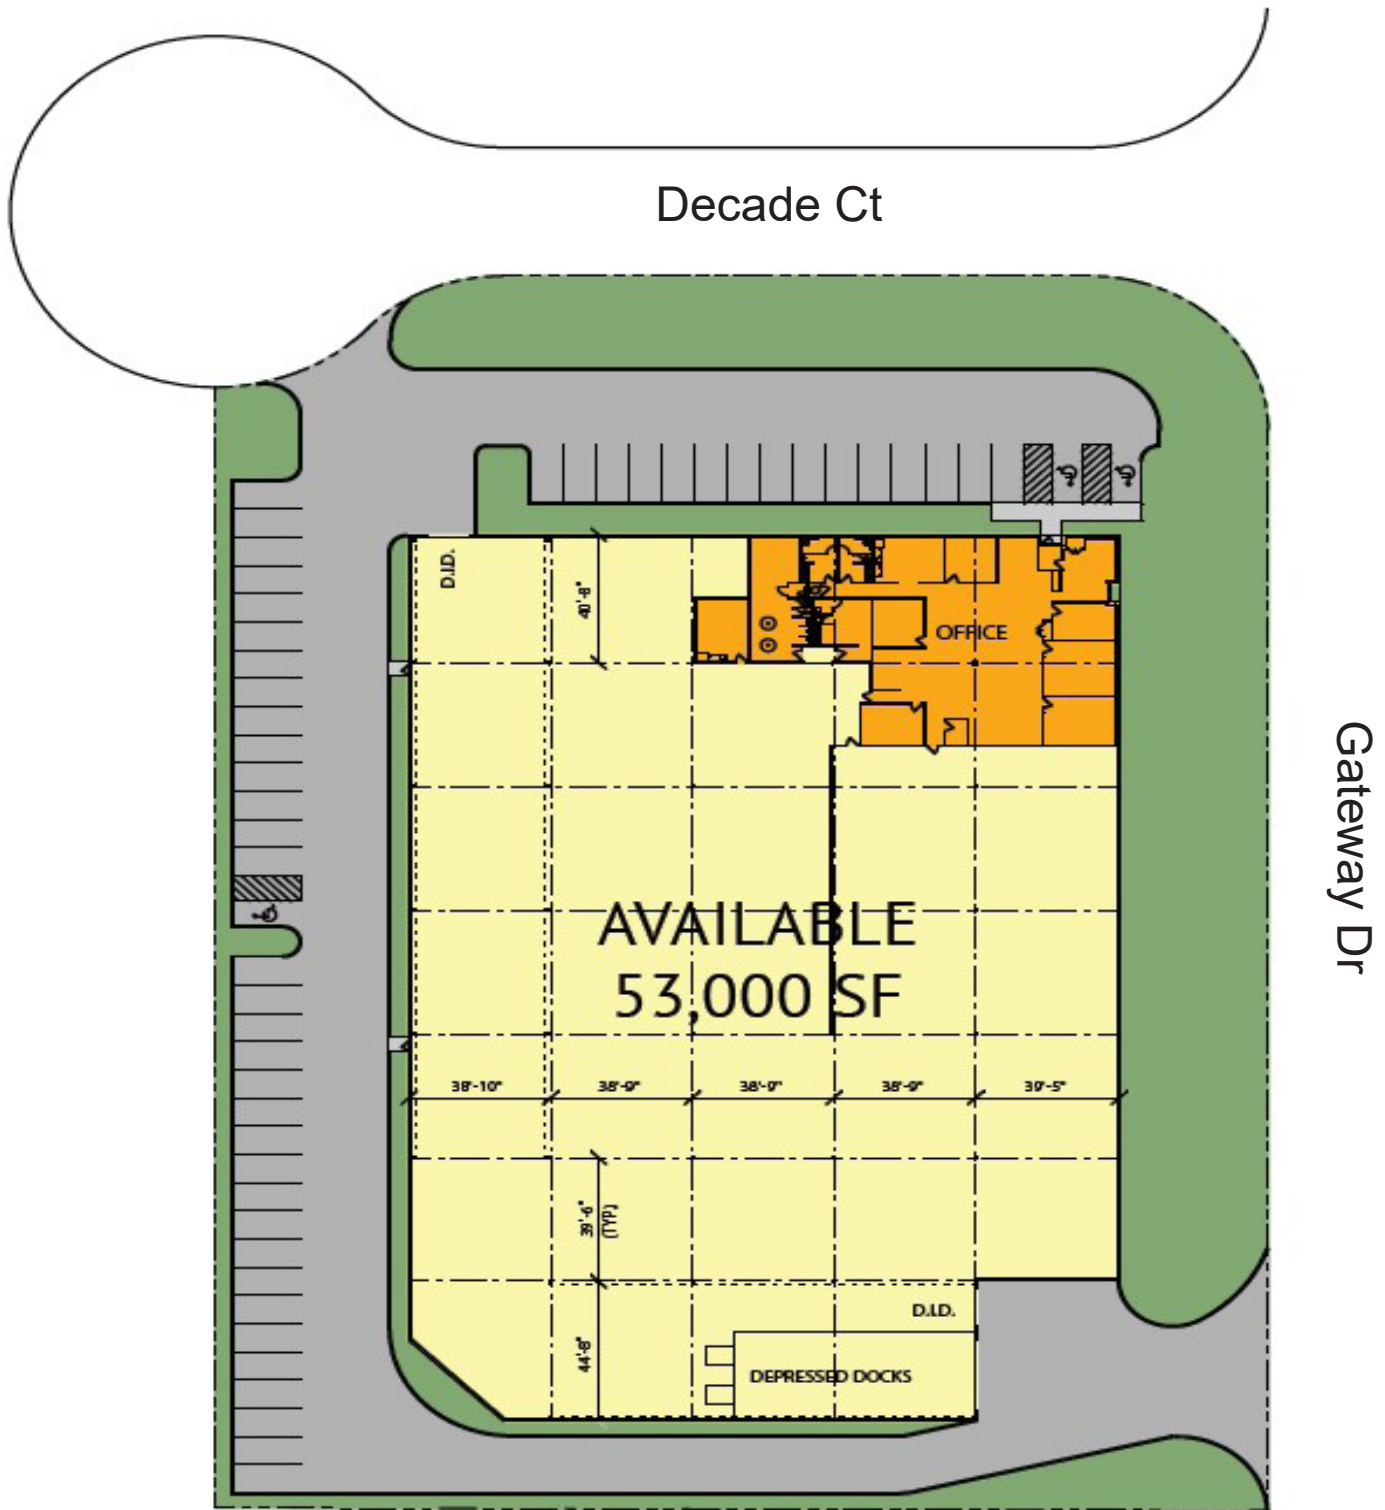 Decade Ct
D.I.D.
40'-8"
OFFICE
Gateway Dr
AVAILABLE
53,000 SF
38'-10" 38'-9" 38'-9" 38'-9" 39'-5"
39'-6"
(TYP.)
D.I.D.
44'-8"
DEPRESSED DOCKS